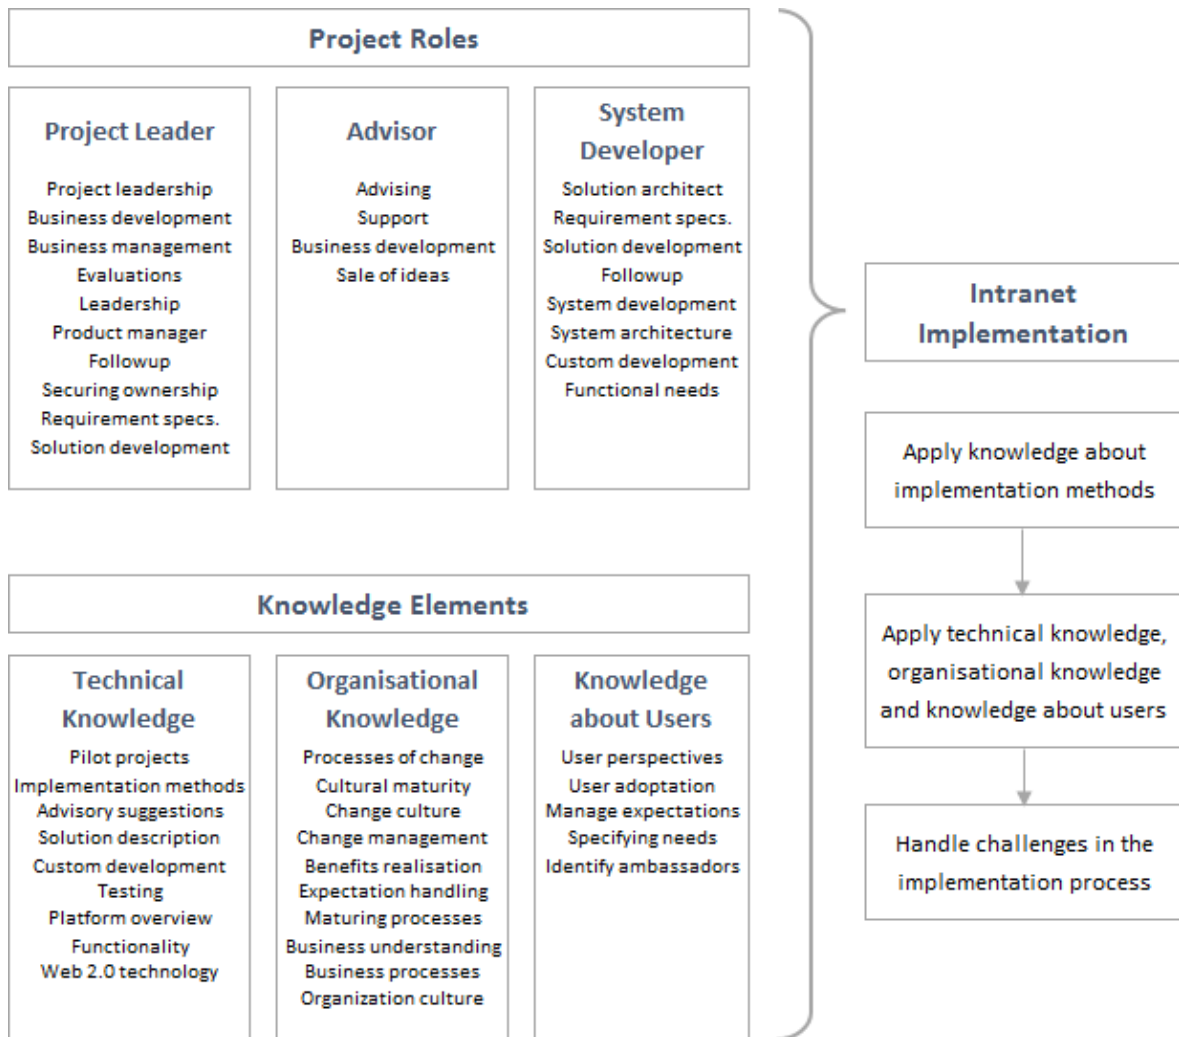 Project Roles
Project Leader
Project leadership
Business development
Business management
Evaluations
Leadership
Product manager
Followup
Securing ownership
Requirement specs.
Solution development
Advisor
Advising
Support
Business development
Sale of ideas
System
Developer
Solution architect
Requirement specs.
Solution development
Followup
System development
System architecture
Custom development
Functional needs
Knowledge Elements
Technical
Knowledge
Pilot projects
Implementation methods
Advisory suggestions
Solution description
Custom development
Testing
Platform overview
Functionality
Web 2.0 technology
Organisational
Knowledge
Processes of change
Cultural maturity
Change culture
Change management
Benefits realisation
Expectation handling
Maturing processes
Business understanding
Business processes
Organization culture
Knowledge
about Users
User perspectives
User adoptation
Manage expectations
Specifying needs
Identify ambassadors
Intranet
Implementation
Apply knowledge about
implementation methods
Apply technical knowledge,
organisational knowledge
and knowledge about users
Handle challenges in the
implementation process